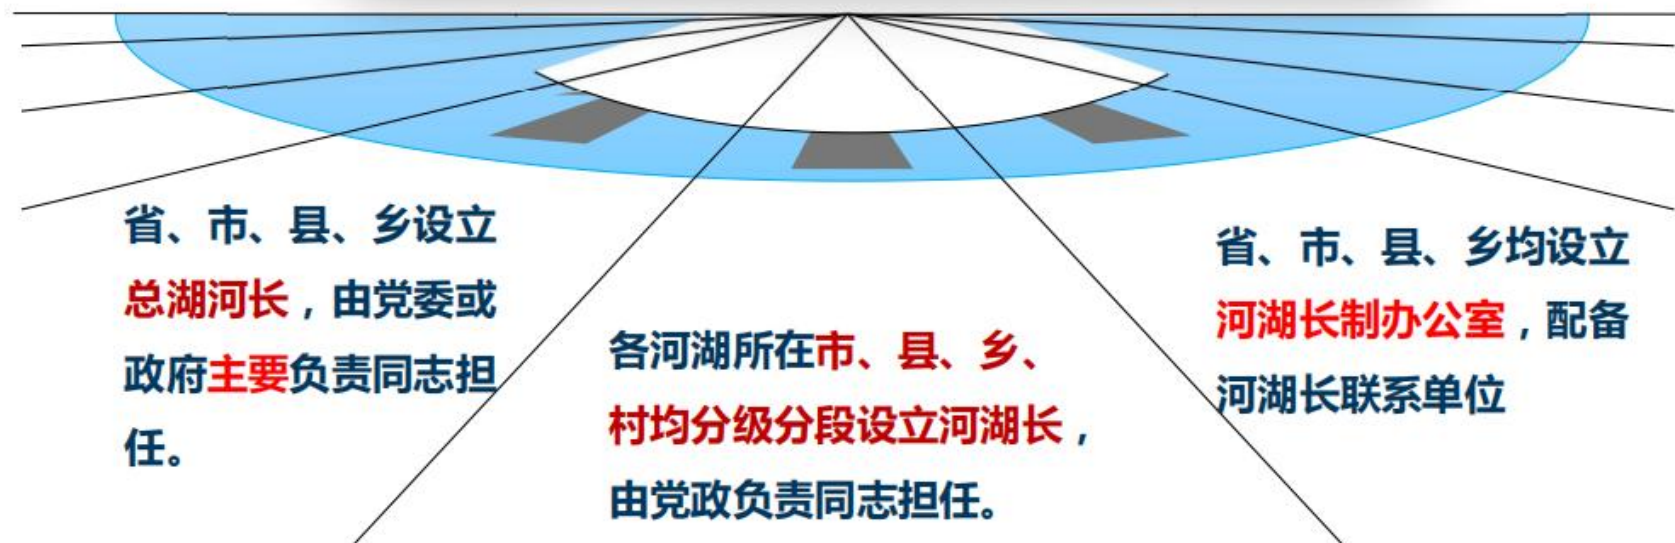 省、市、县、乡设立
总湖河长，由党委或
政府主要负责同志担
任。
各河湖所在市、县、乡、
村均分级分段设立河湖长，
由党政负责同志担任。
省、市、县、乡均设立
河湖长制办公室，配备
河湖长联系单位